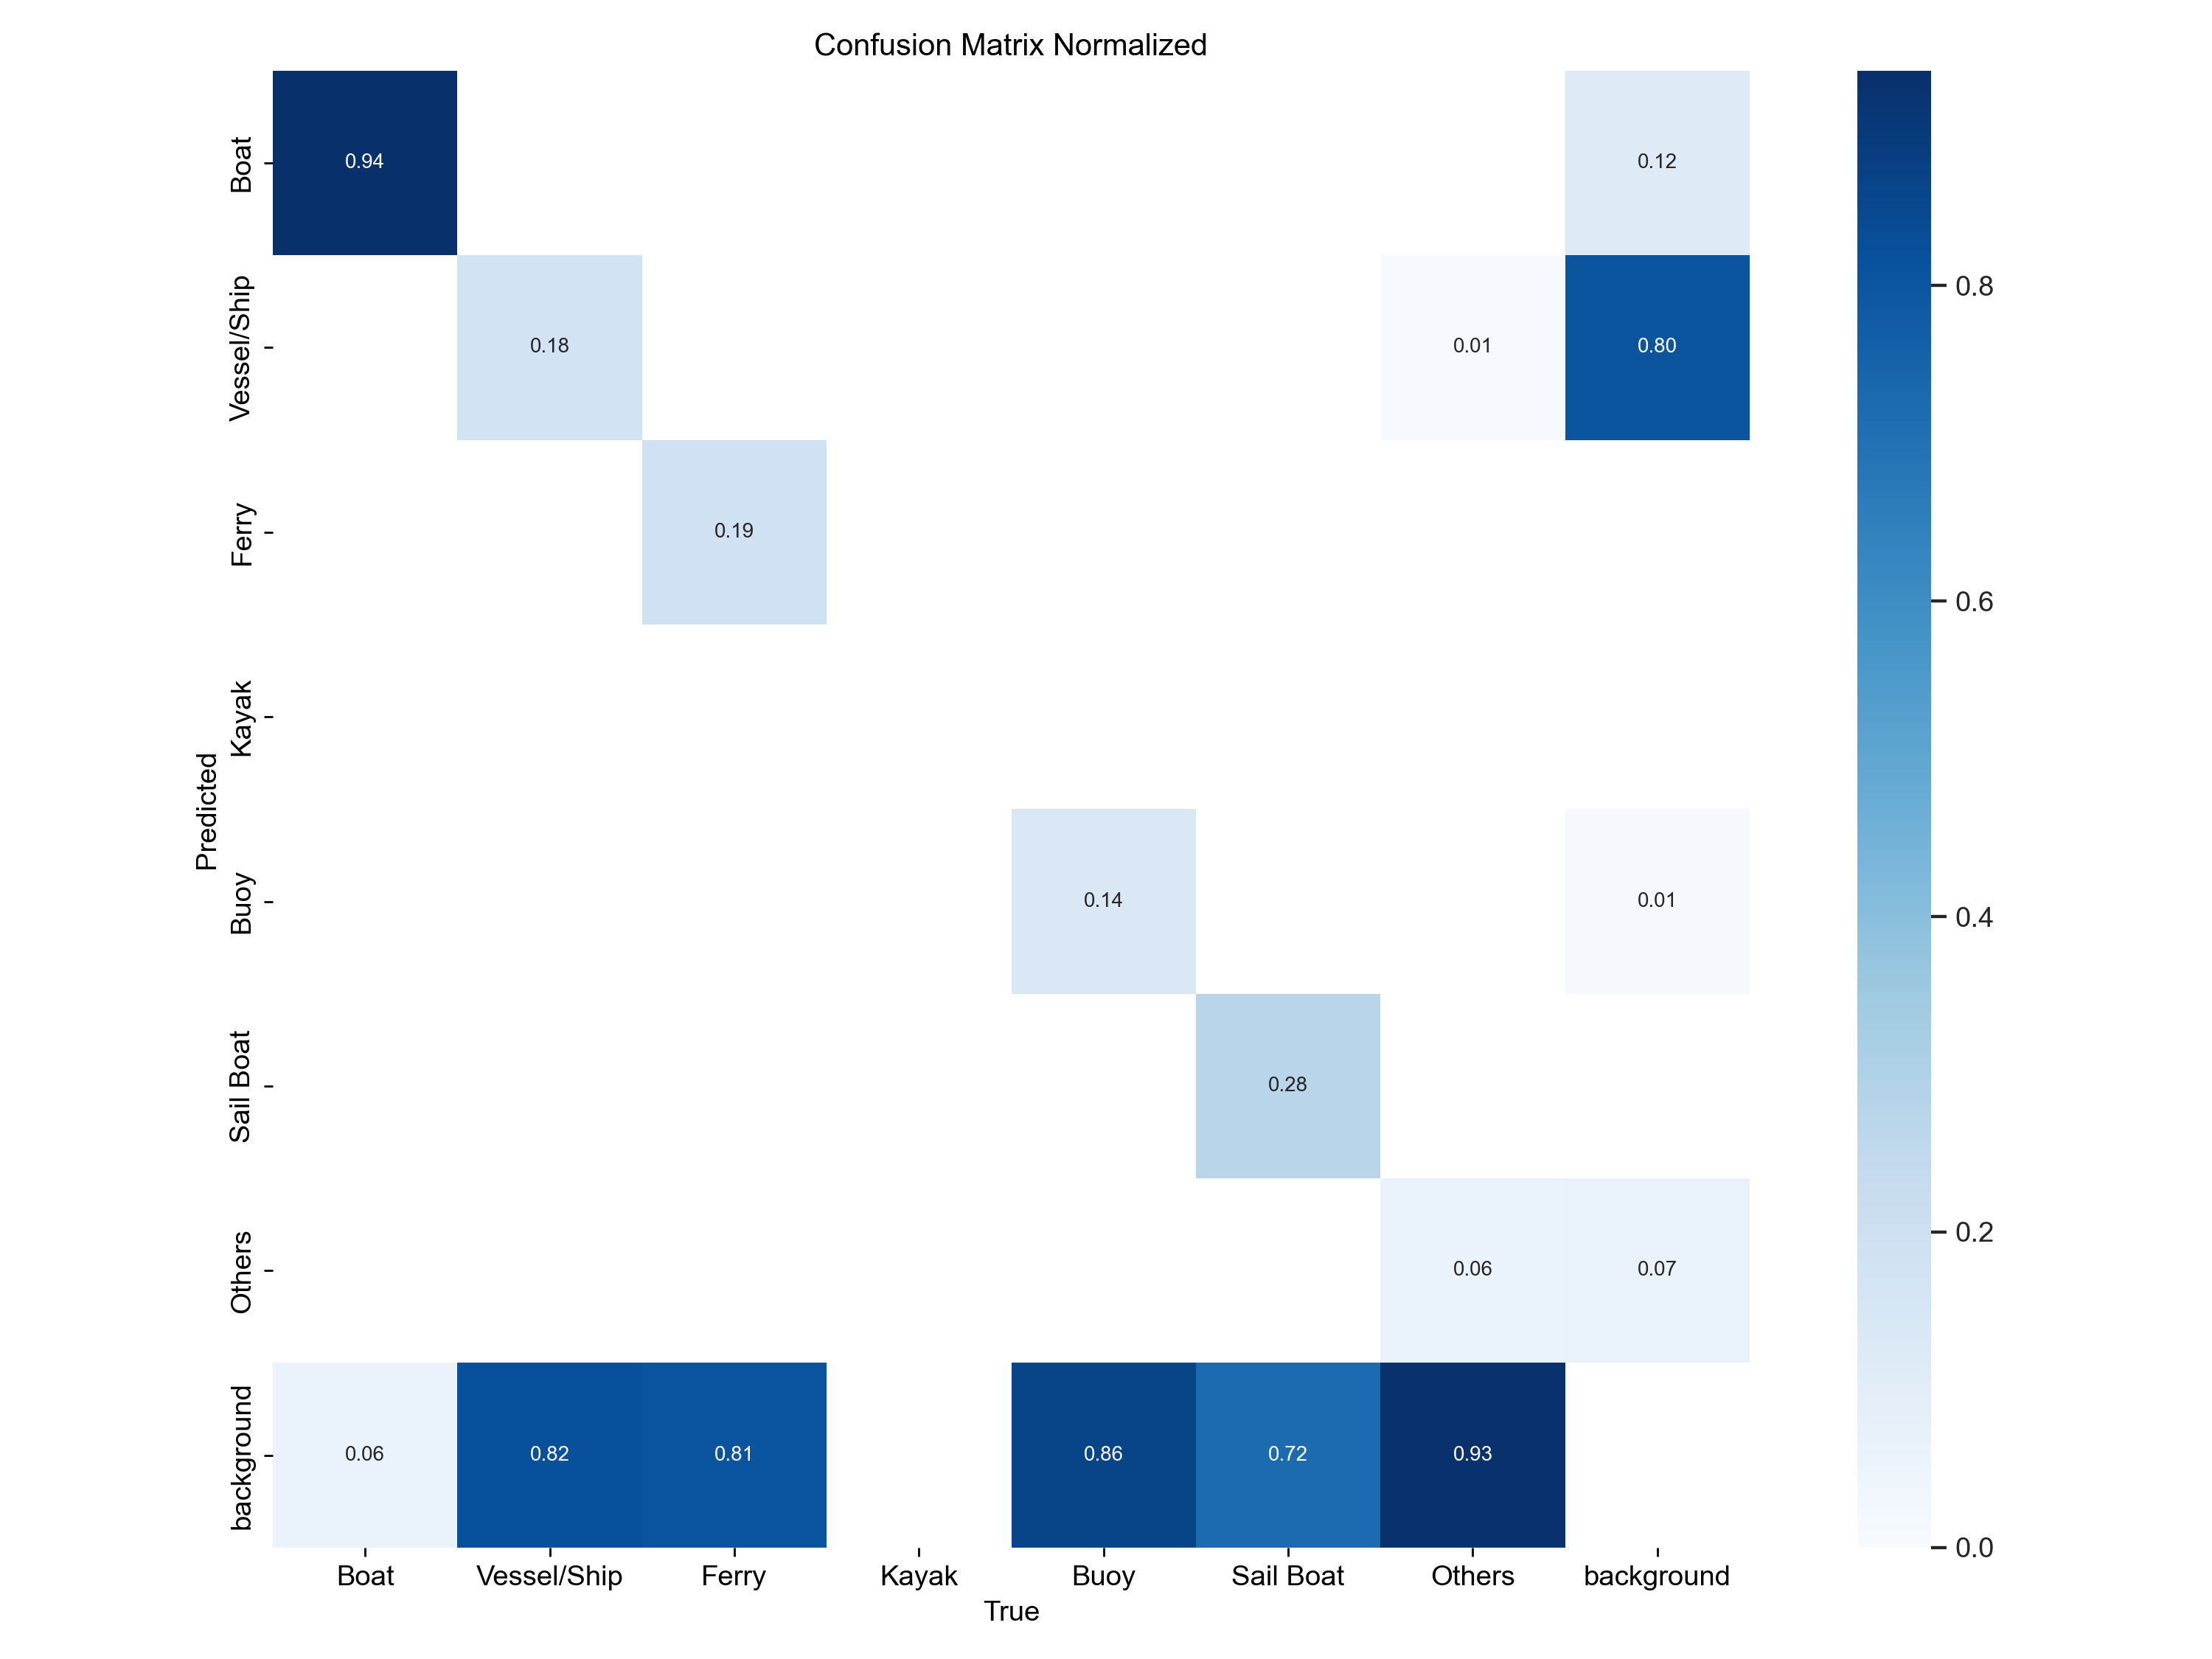 Confusion Matrix Normalized
Predicted
Boat
0.94
0.12
Vessel/Ship
0.18
0.01
0.80
Ferry
0.19
Kayak
Buoy
0.14
0.01
Sail Boat
0.28
Others
0.06
0.07
background
0.06
0.82
0.81
0.86
0.72
0.93
Boat
Vessel/Ship
Ferry
Kayak
Buoy
Sail Boat
Others
background
True
0.8
0.6
0.4
0.2
0.0